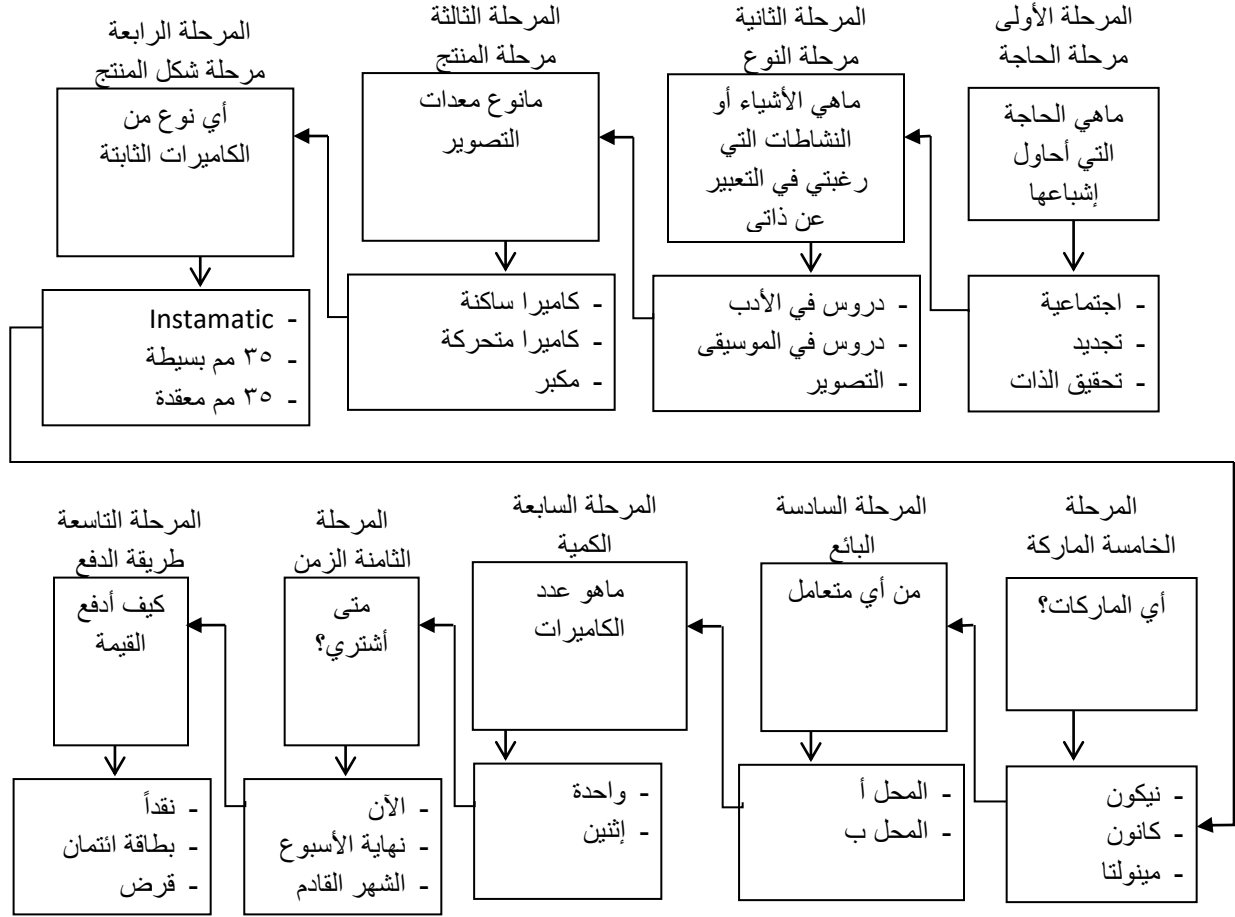 المرحلة الأولى
مرحلة الحاجة
ماهي الحاجة
التي أحاول
إشباعها
- اجتماعية
- تجديد
- تحقيق الذات
المرحلة الثانية
مرحلة النوع
ماهي الأشياء أو
النشاطات التي
رغبتي في التعبير
عن ذاتى
- دروس في الأدب
- دروس في الموسيقى
- التصوير
المرحلة الثالثة
مرحلة المنتج
مانوع معدات
التصوير
- كاميرا ساكنة
- كاميرا متحركة
- مكبر
المرحلة الرابعة
مرحلة شكل المنتج
أي نوع من
الكاميرات الثابتة
- Instamatic
- ٣٥ مم بسيطة
- ٣٥ مم معقدة
المرحلة
الخامسة الماركة
أي الماركات؟
- نيكون
- كانون
- مينولتا
المرحلة السادسة
البائع
من أي متعامل
- المحل أ
- المحل ب
المرحلة السابعة
الكمية
ماهو عدد
الكاميرات
- واحدة
- إثنين
المرحلة
الثامنة الزمن
متى
أشتري؟
- الآن
- نهاية الأسبوع
- الشهر القادم
المرحلة التاسعة
طريقة الدفع
كيف أدفع
القيمة
- نقداً
- بطاقة ائتمان
- قرض